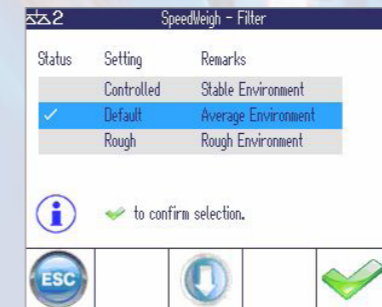 2 SpeedWeigh - Filter
Status Setting Remarks
Controlled Stable Environment
Default Average Environment
Rough Rough Environment
to confirm selection.
ESC